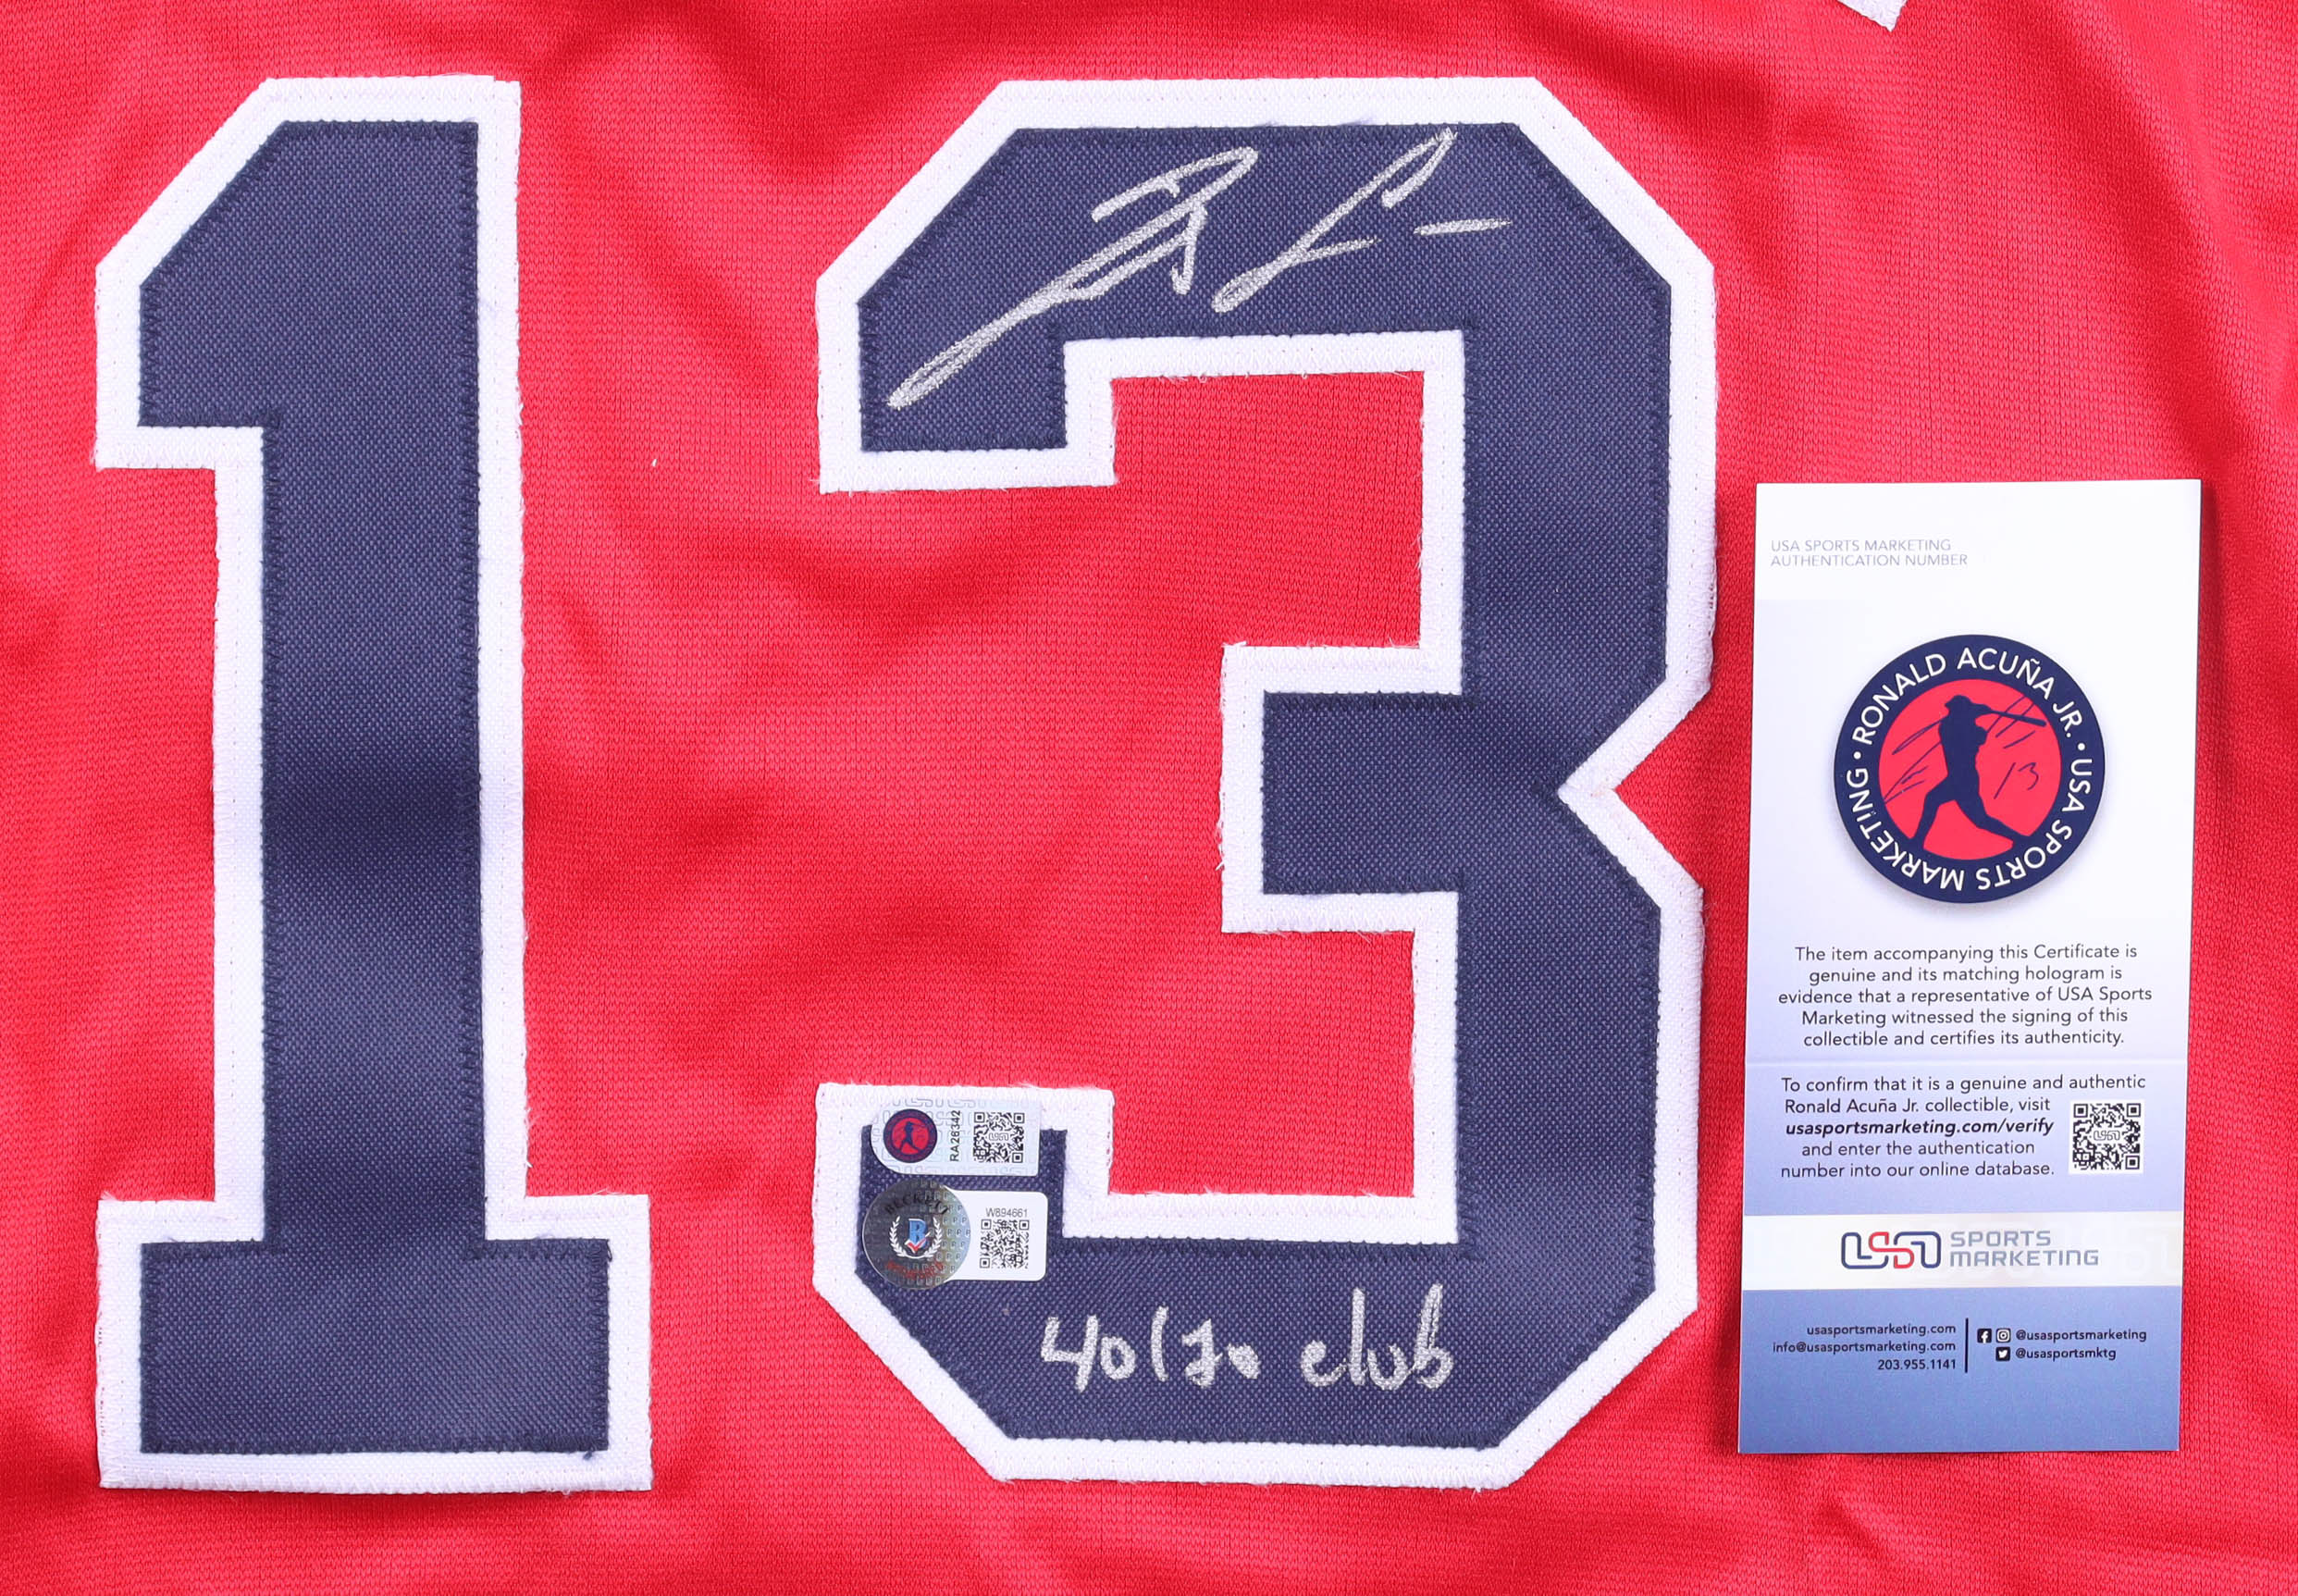 13
USA SPORTS MARKETING
AUTHENTICATION NUMBER
• RONALD ACUÑA JR. • USA SPORTS MARKETING
13
The item accompanying this Certificate is
genuine and its matching hologram is
evidence that a representative of USA Sports
Marketing witnessed the signing of this
collectible and certifies its authenticity.
To confirm that it is a genuine and authentic
Ronald Acuña Jr. collectible, visit
usasportsmarketing.com/verify
and enter the authentication
number into our online database.
USA SPORTS
MARKETING
usasportsmarketing.com
info@usasportsmarketing.com
203.955.1141
@usasportsmarketing
@usasportsmktg
RA26342
BECKETT
B
W894661
40/70 club